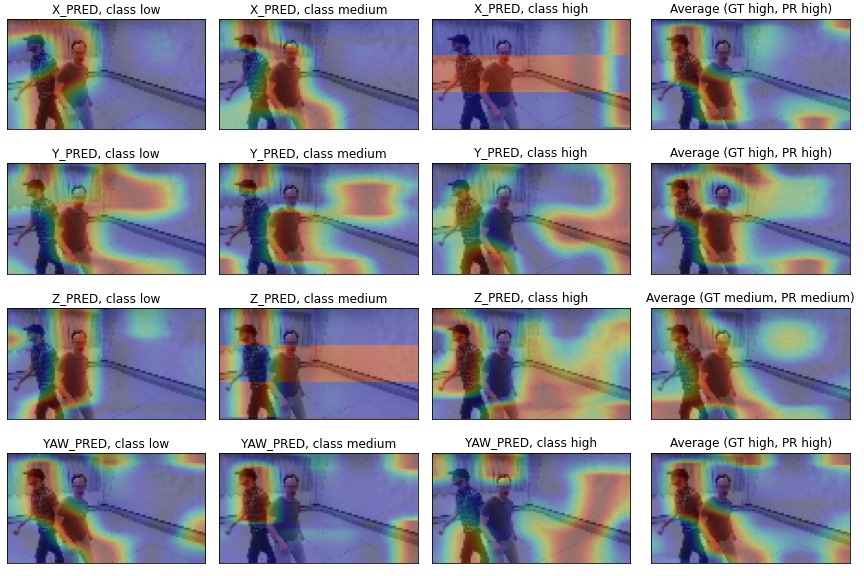 X_PRED, class low
X_PRED, class medium
X_PRED, class high
Average (GT high, PR high)
Y_PRED, class low
Y_PRED, class medium
Y_PRED, class high
Average (GT high, PR high)
Z_PRED, class low
Z_PRED, class medium
Z_PRED, class high
Average (GT medium, PR medium)
YAW_PRED, class low
YAW_PRED, class medium
YAW_PRED, class high
Average (GT high, PR high)